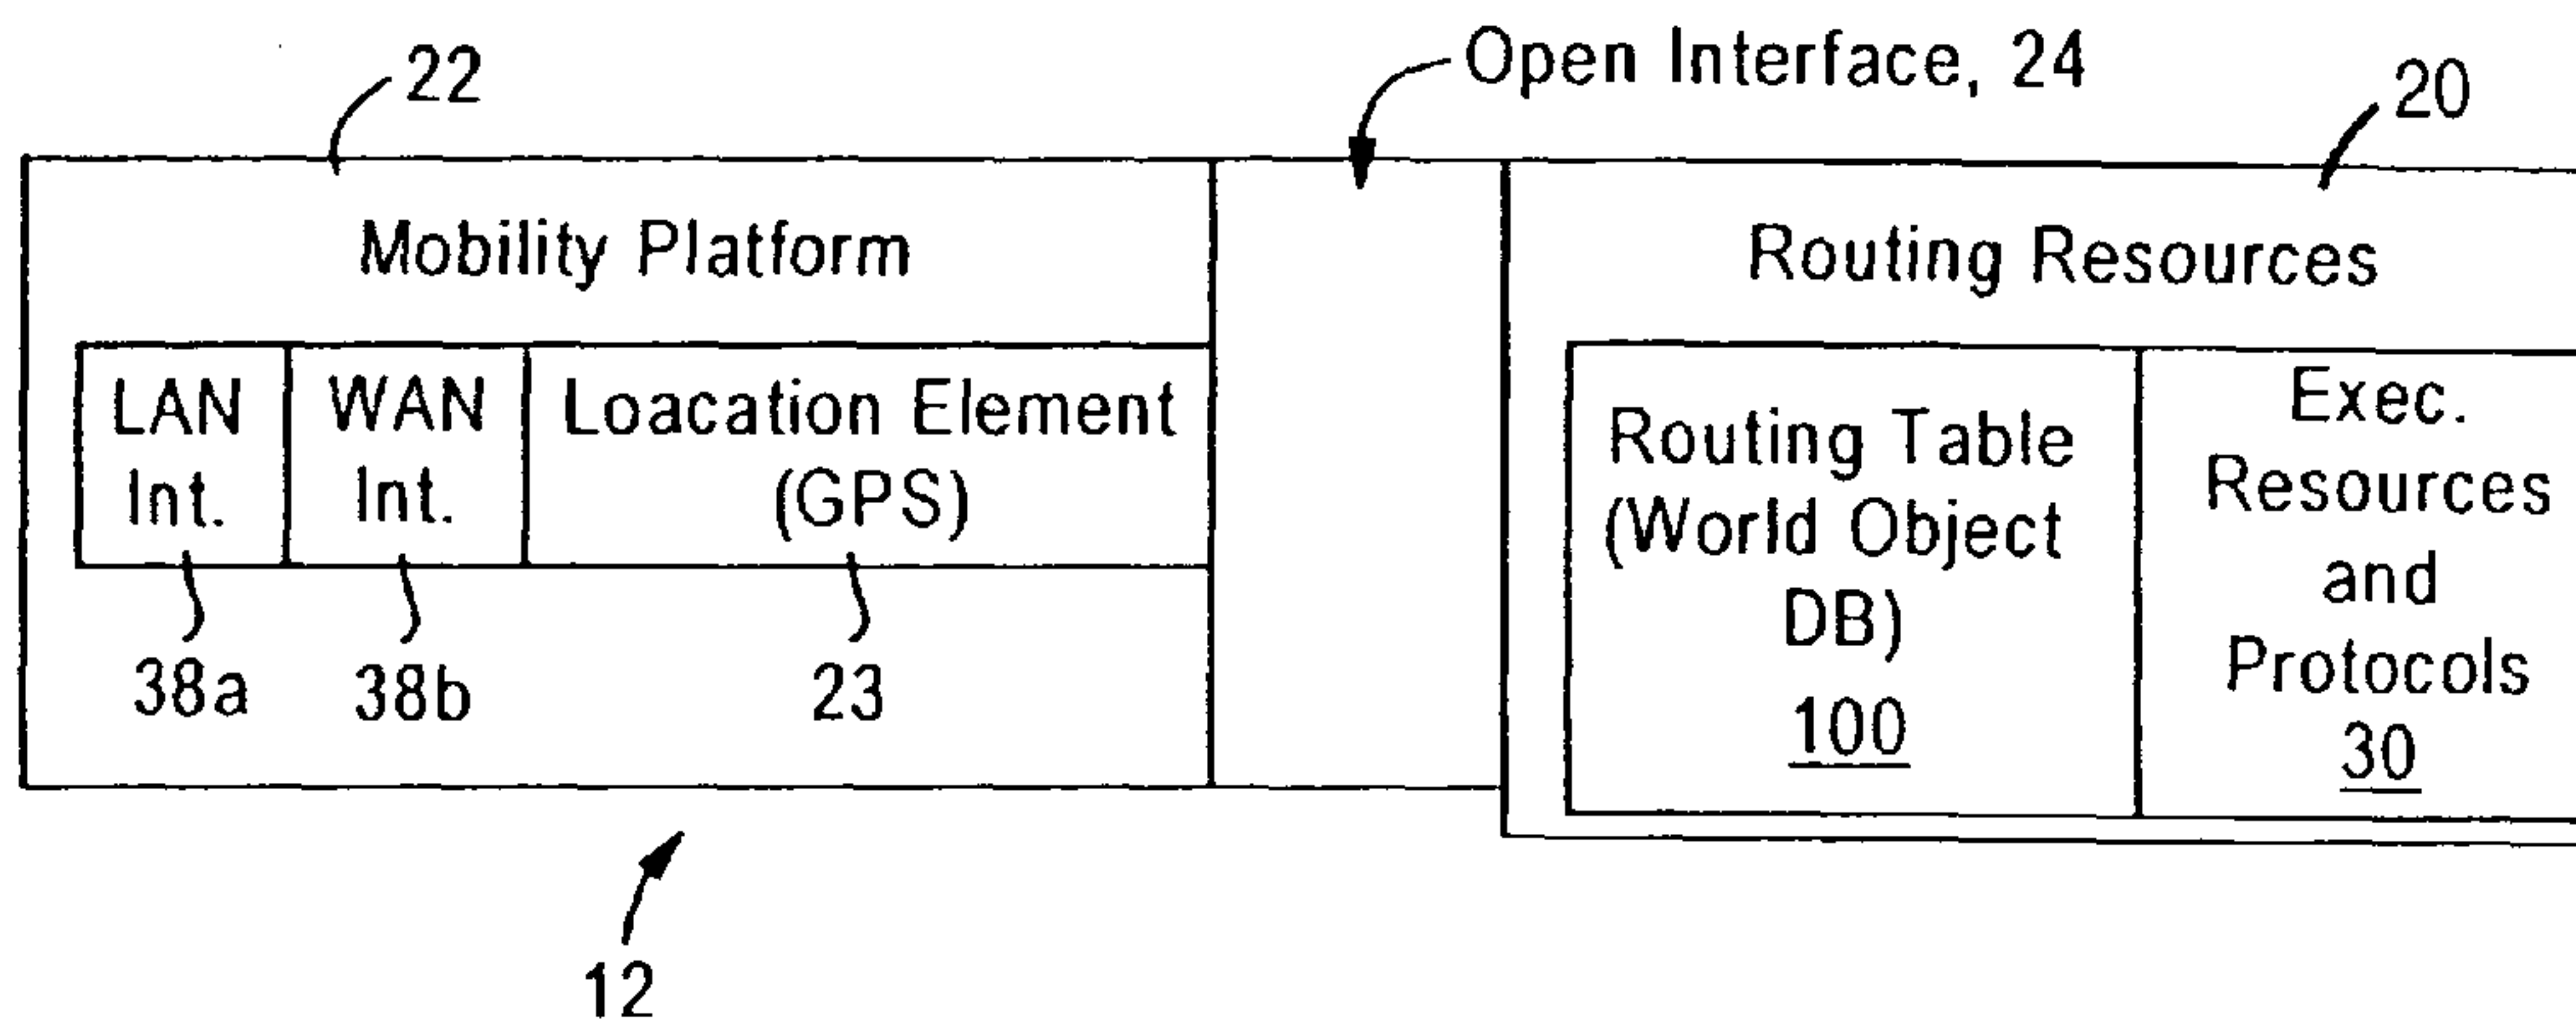 22
Open Interface, 24
20
Mobility Platform
Routing Resources
LAN
Int.
WAN
Int.
Loacation Element
(GPS)
Routing Table
(World Object
DB)
100
Exec.
Resources
and
Protocols
30
38a
38b
23
12